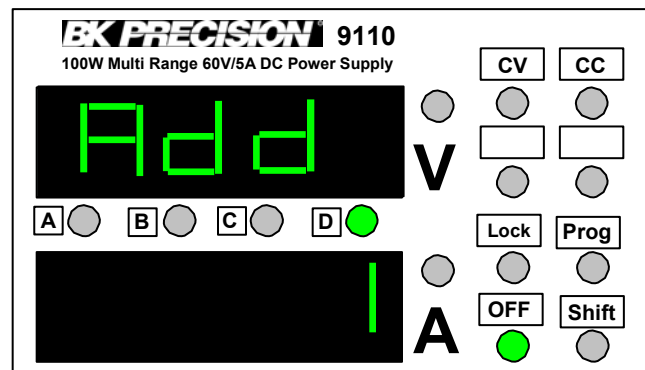 BK PRECISION® 9110
100W Multi Range 60V/5A DC Power Supply
CV CC
Add
V
A B C D
Lock Prog
1
A
OFF Shift